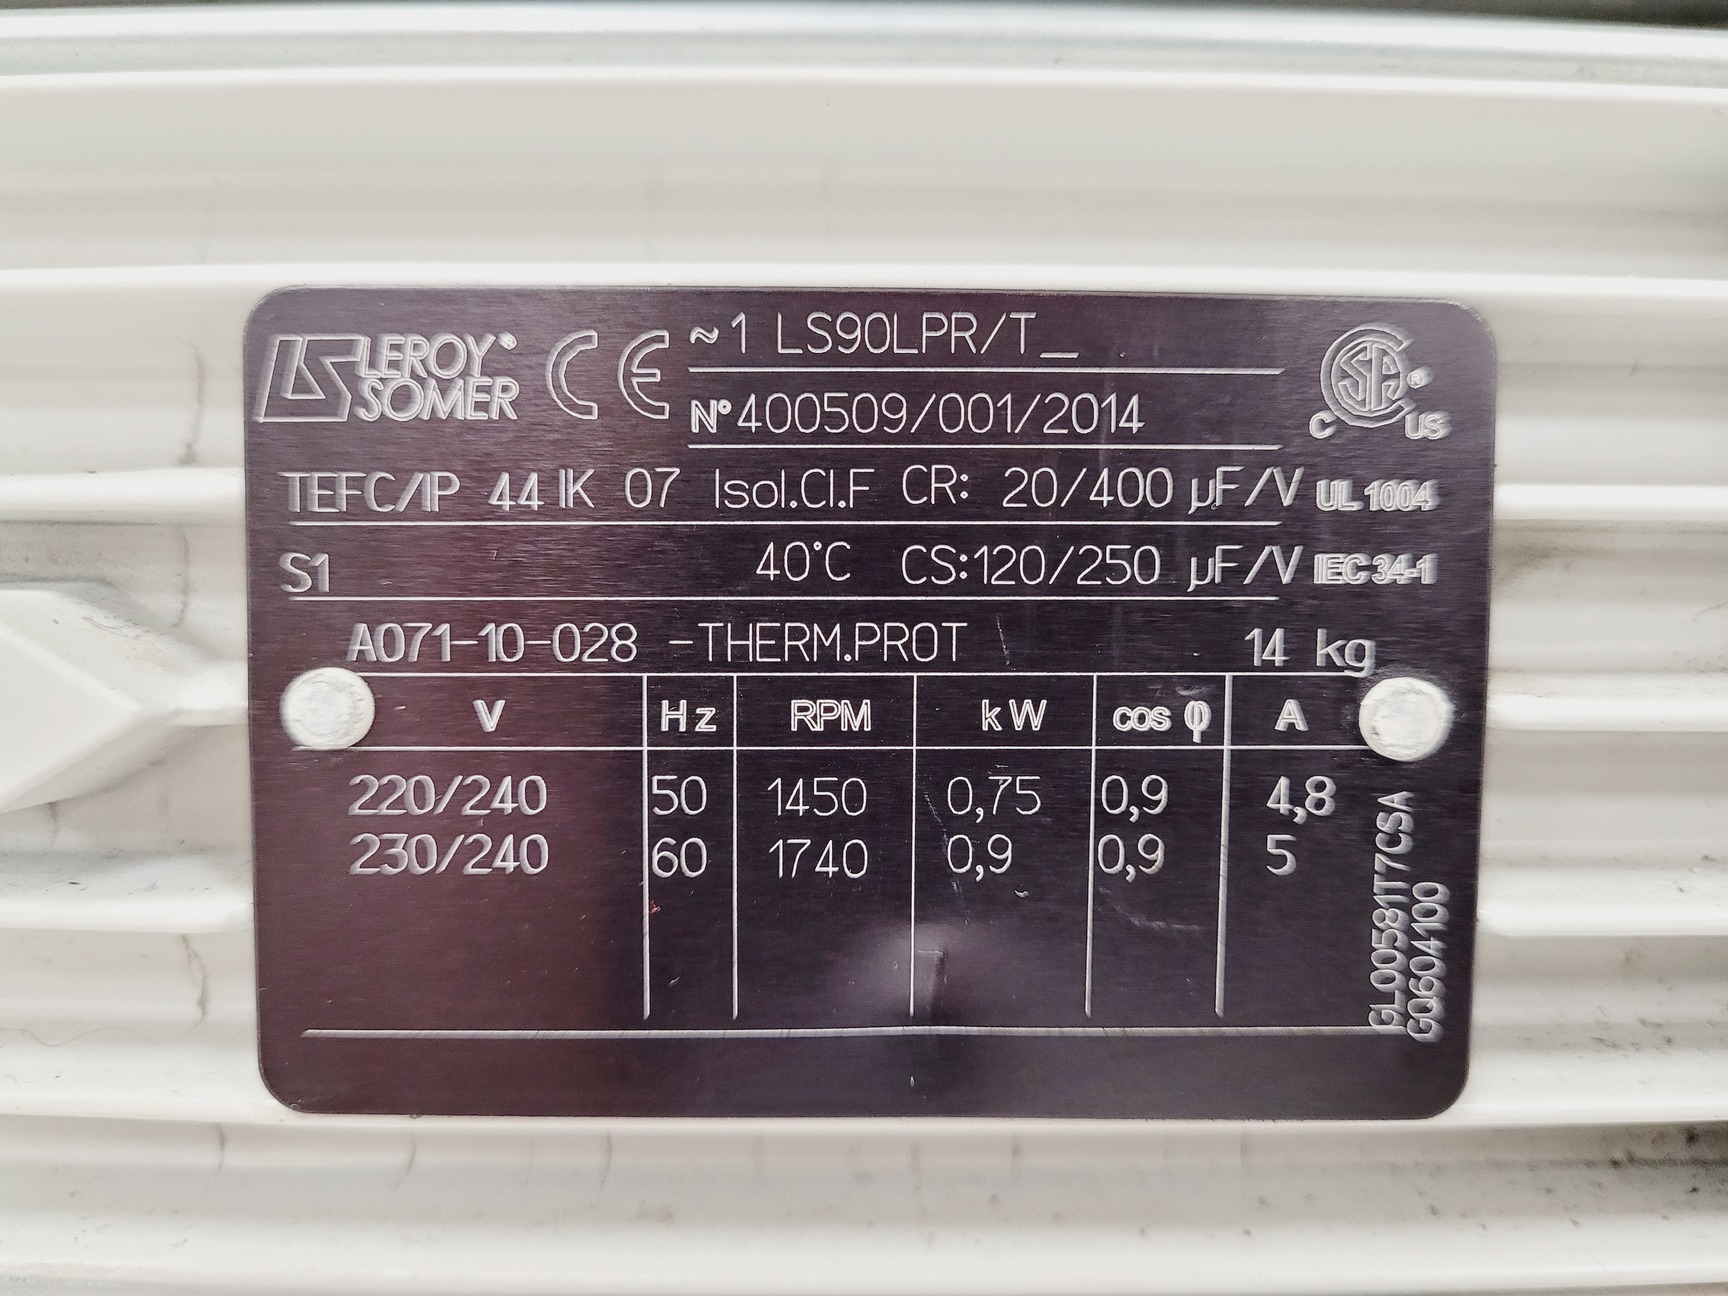 LS LEROY® SOMER CE ~1 LS90LPR/T_
N°400509/001/2014
C CSA® US
TEFC/IP 44 IK 07 Isol.Cl.F CR: 20/400 µF/V UL 1004
S1 40°C CS:120/250 µF/V IEC 34-1
A071-10-028 -THERM.PROT 14 kg
V Hz RPM kW cos φ A
220/240 50 1450 0,75 0,9 4,8
230/240 60 1740 0,9 0,9 5
GL00581T7CSA
GQ604100